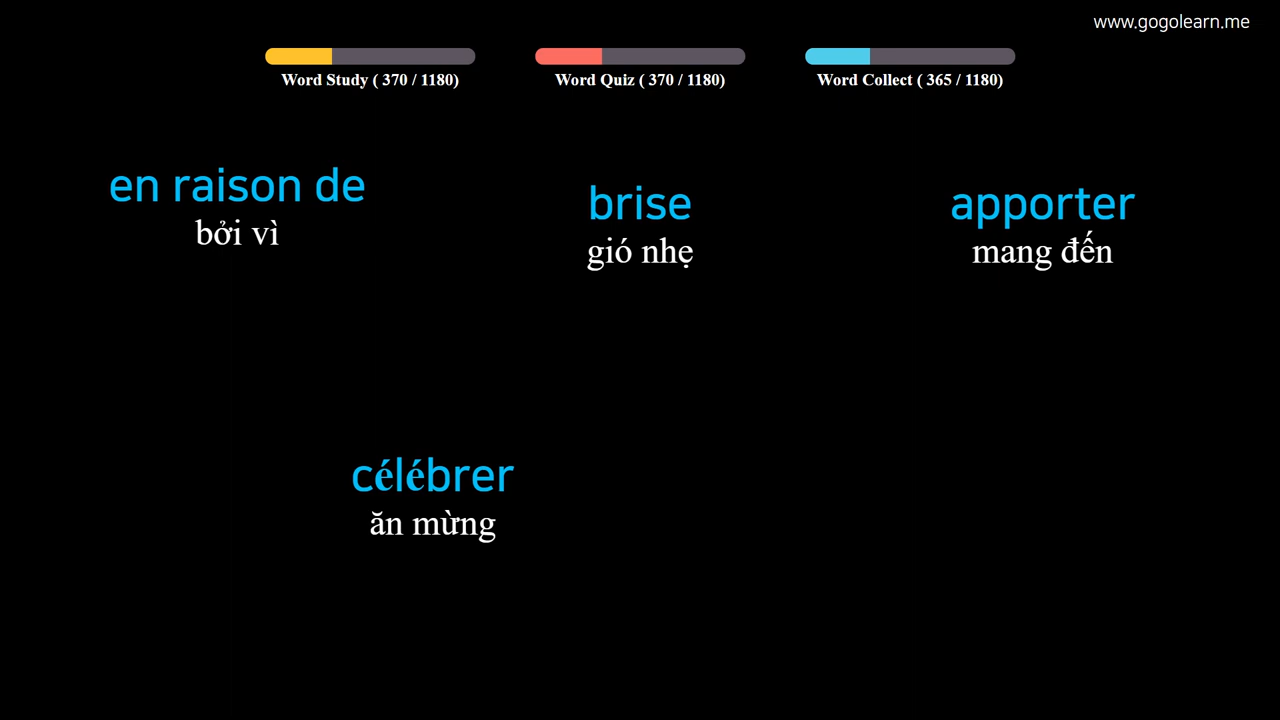 www.gogolearn.me
Word Study ( 370 / 1180)
Word Quiz ( 370 / 1180)
Word Collect ( 365 / 1180)
en raison de
bởi vì
brise
gió nhẹ
apporter
mang đến
célébrer
ăn mừng